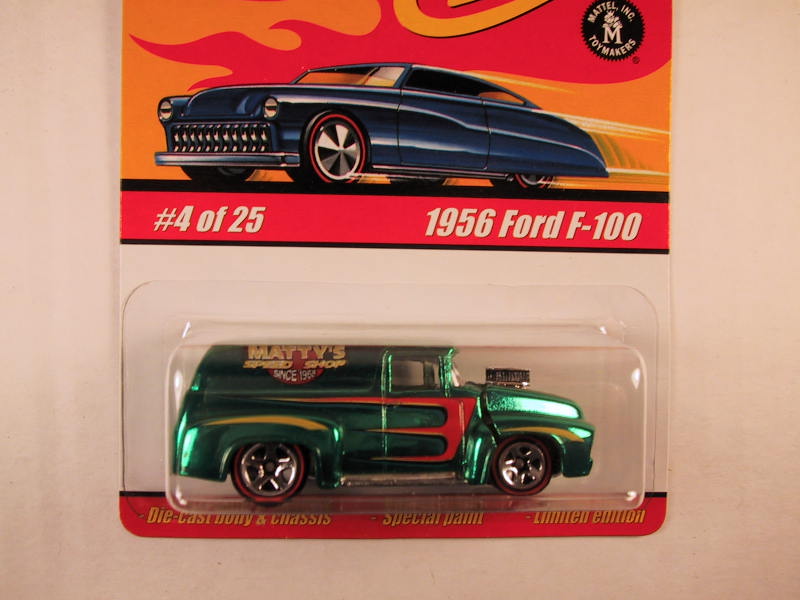 MATTEL, INC.
M
TOYMAKERS
®
#4 of 25
1956 Ford F-100
MATTY'S
SPEED SHOP
SINCE 1968
- Die-cast body & chassis - Special paint - Limited edition